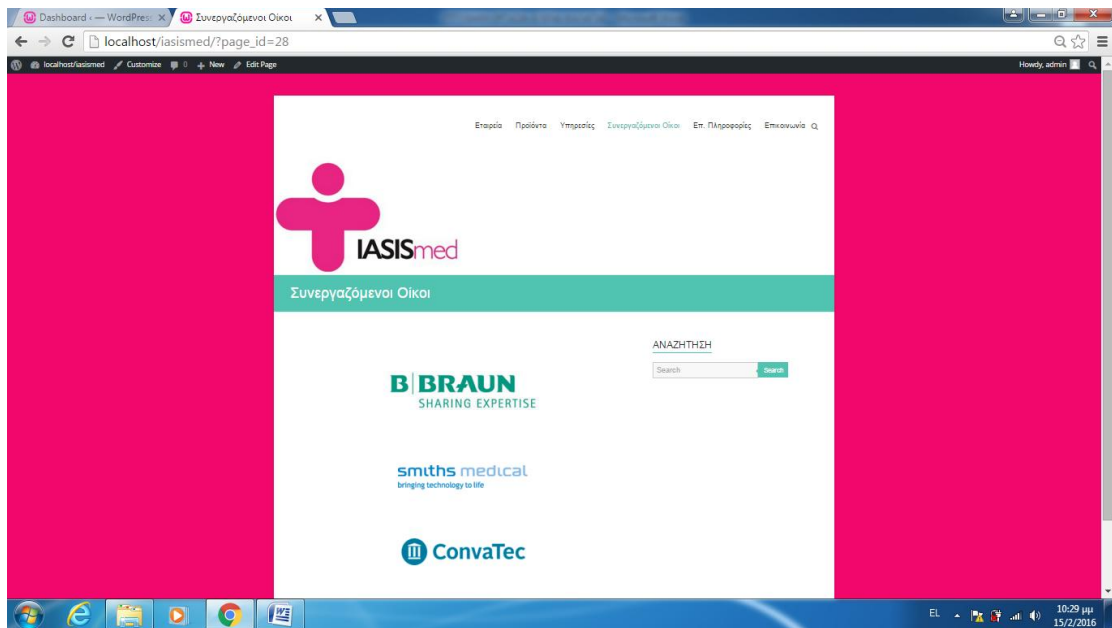 Dashboard ‹ — WordPres
Συνεργαζόμενοι Οίκοι
localhost/iasismed/?page_id=28
localhost/iasismed Customize 0 New Edit Page Howdy, admin
Εταιρεία Προϊόντα Υπηρεσίες Συνεργαζόμενοι Οίκοι Επ. Πληροφορίες Επικοινωνία
IASISmed
Συνεργαζόμενοι Οίκοι
ΑΝΑΖΗΤΗΣΗ
Search Search
B|BRAUN
SHARING EXPERTISE
smiths medical
bringing technology to life
ConvaTec
EL
10:29 μμ
15/2/2016